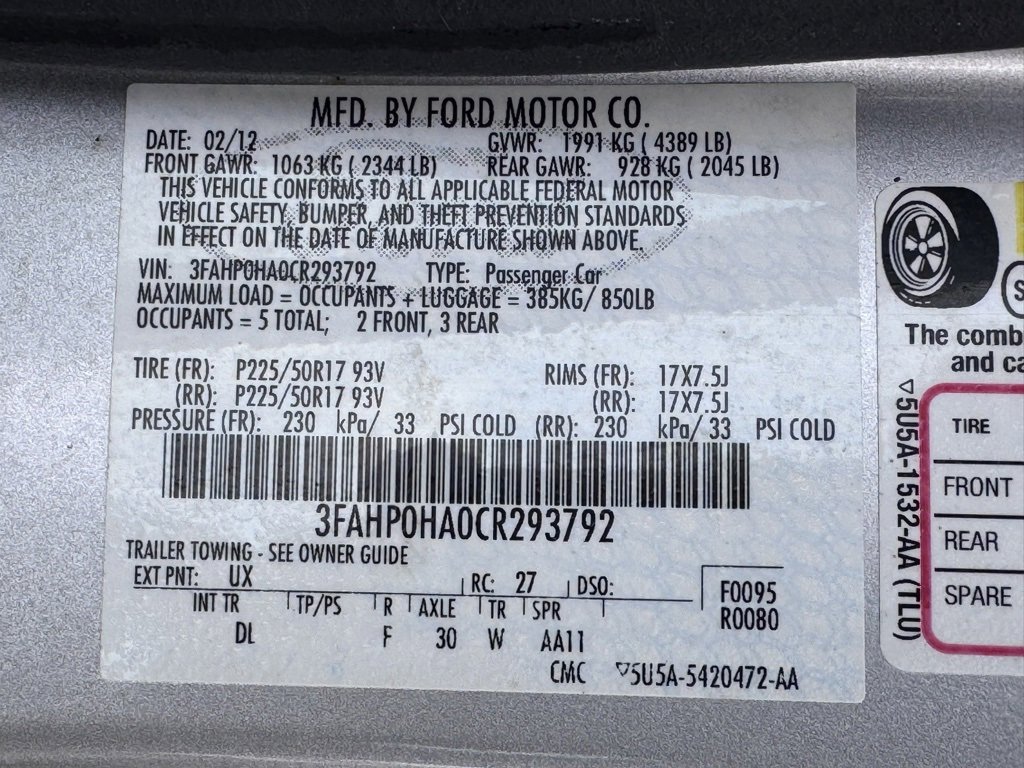 MFD. BY FORD MOTOR CO.
DATE: 02/12 GVWR: 1991 KG ( 4389 LB)
FRONT GAWR: 1063 KG ( 2344 LB) REAR GAWR: 928 KG ( 2045 LB)
THIS VEHICLE CONFORMS TO ALL APPLICABLE FEDERAL MOTOR
VEHICLE SAFETY, BUMPER, AND THEFT PREVENTION STANDARDS
IN EFFECT ON THE DATE OF MANUFACTURE SHOWN ABOVE.
VIN: 3FAHP0HA0CR293792 TYPE: Passenger Car
MAXIMUM LOAD = OCCUPANTS + LUGGAGE = 385KG/ 850LB
OCCUPANTS = 5 TOTAL; 2 FRONT, 3 REAR
TIRE (FR): P225/50R17 93V RIMS (FR): 17X7.5J
(RR): P225/50R17 93V (RR): 17X7.5J
PRESSURE (FR): 230 kPa/ 33 PSI COLD (RR): 230 kPa/ 33 PSI COLD
3FAHP0HA0CR293792
TRAILER TOWING - SEE OWNER GUIDE
EXT PNT: UX RC: 27 DSO:
INT TR TP/PS R AXLE TR SPR
DL F 30 W AA11
F0095
R0080
CMC ▽5U5A-5420472-AA
The comb
and ca
▽5U5A-1532-AA (TLU)
TIRE
FRONT
REAR
SPARE